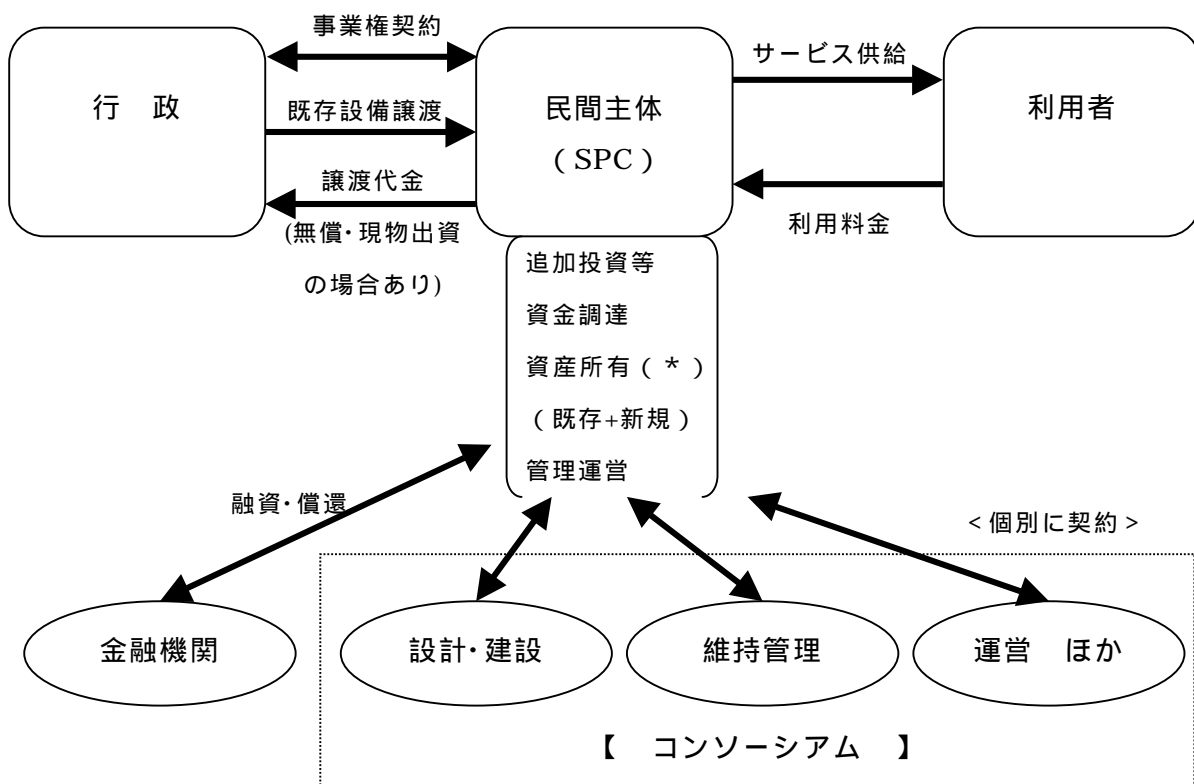 事業権契約
行　政
既存設備譲渡
譲渡代金
(無償・現物出資
の場合あり)
民間主体
（SPC）
サービス供給
利用者
利用料金
追加投資等
資金調達
資産所有（＊）
（既存+新規）
管理運営
融資・償還
＜個別に契約＞
金融機関
設計・建設
維持管理
運営　ほか
【　コンソーシアム　】